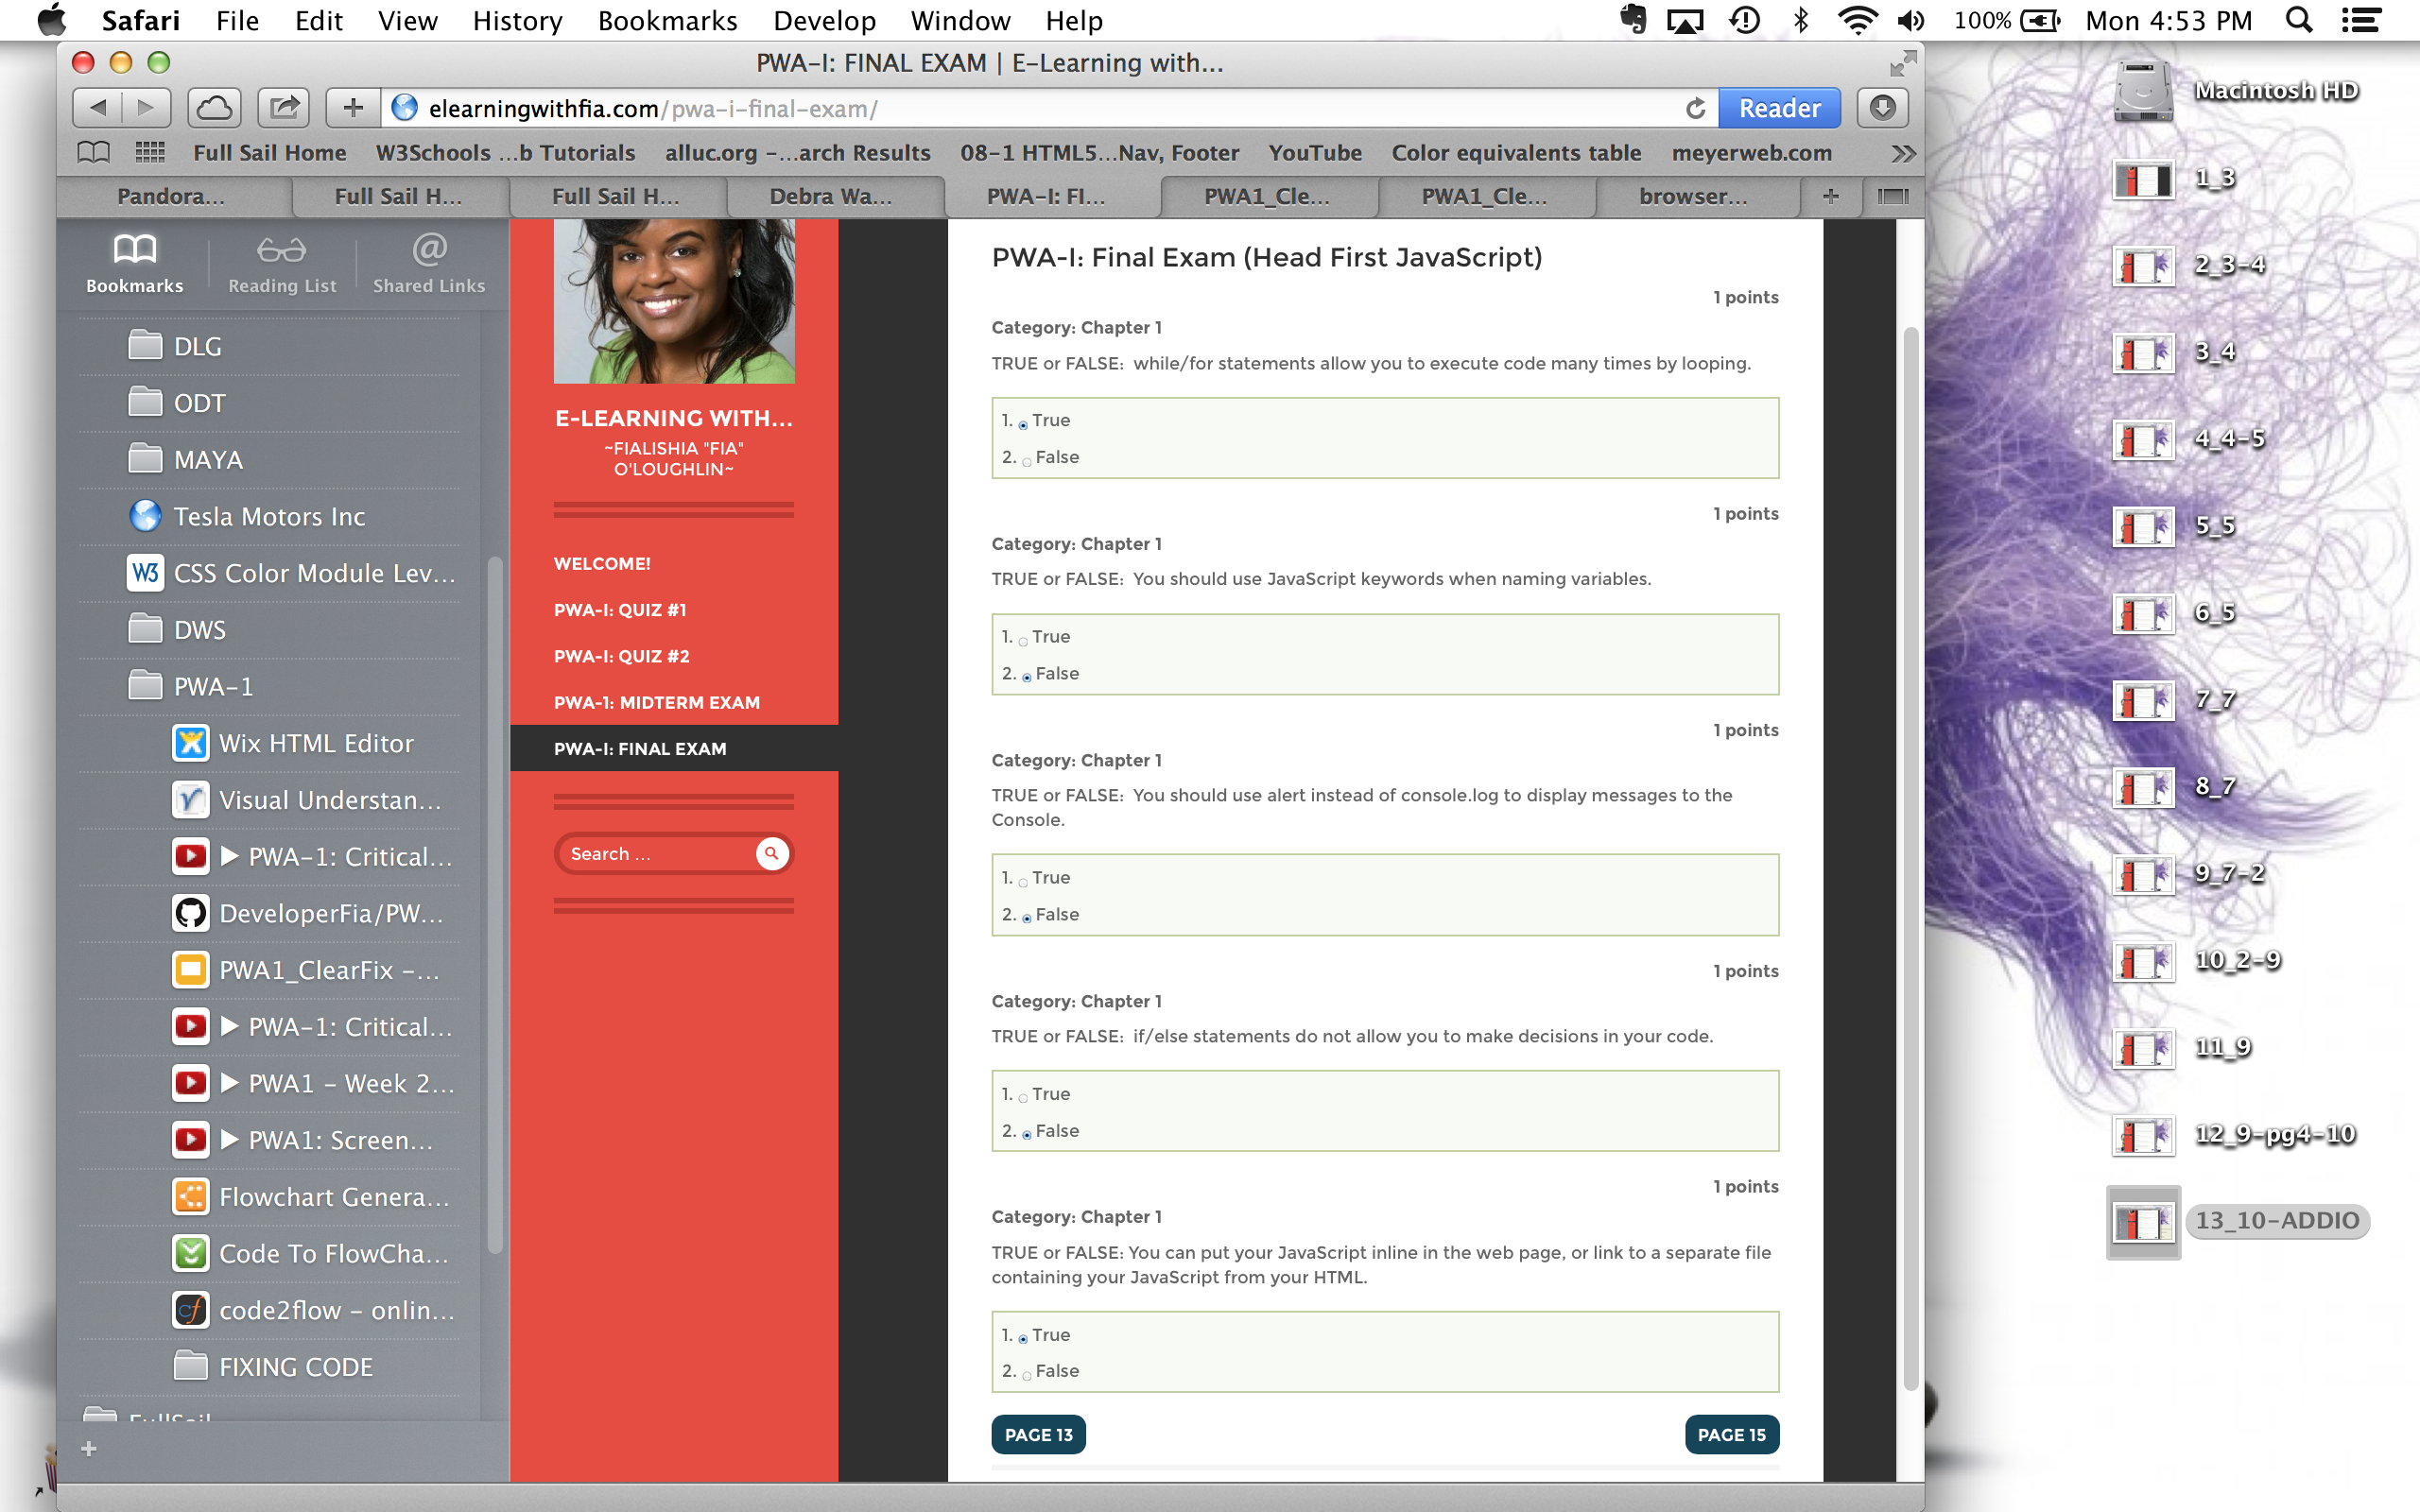 Safari File Edit View History Bookmarks Develop Window Help 100% Mon 4:53 PM
PWA-I: FINAL EXAM | E-Learning with...
elearningwithfia.com/pwa-i-final-exam/ Reader
Full Sail Home W3Schools ...b Tutorials alluc.org -...arch Results 08-1 HTML5...Nav, Footer YouTube Color equivalents table meyerweb.com
Pandora... Full Sail H... Full Sail H... Debra Wa... PWA-I: FI... PWA1_Cle... PWA1_Cle... browser...
Bookmarks Reading List Shared Links
DLG
ODT
MAYA
Tesla Motors Inc
W3 CSS Color Module Lev...
DWS
PWA-1
Wix HTML Editor
Visual Understan...
▶ PWA-1: Critical...
DeveloperFia/PW...
PWA1_ClearFix -...
▶ PWA-1: Critical...
▶ PWA1 - Week 2...
▶ PWA1: Screen...
Flowchart Genera...
Code To FlowCha...
cf code2flow - onlin...
FIXING CODE
FullSail
E-LEARNING WITH...
~FIALISHIA "FIA"
O'LOUGHLIN~
WELCOME!
PWA-I: QUIZ #1
PWA-I: QUIZ #2
PWA-1: MIDTERM EXAM
PWA-I: FINAL EXAM
Search ...
PWA-I: Final Exam (Head First JavaScript)
1 points
Category: Chapter 1
TRUE or FALSE: while/for statements allow you to execute code many times by looping.
1. True
2. False
1 points
Category: Chapter 1
TRUE or FALSE: You should use JavaScript keywords when naming variables.
1. True
2. False
1 points
Category: Chapter 1
TRUE or FALSE: You should use alert instead of console.log to display messages to the
Console.
1. True
2. False
1 points
Category: Chapter 1
TRUE or FALSE: if/else statements do not allow you to make decisions in your code.
1. True
2. False
1 points
Category: Chapter 1
TRUE or FALSE: You can put your JavaScript inline in the web page, or link to a separate file
containing your JavaScript from your HTML.
1. True
2. False
PAGE 13 PAGE 15
Macintosh HD
1_3
2_3-4
3_4
4_4-5
5_5
6_5
7_7
8_7
9_7-2
10_2-9
11_9
12_9-pg4-10
13_10-ADDIO